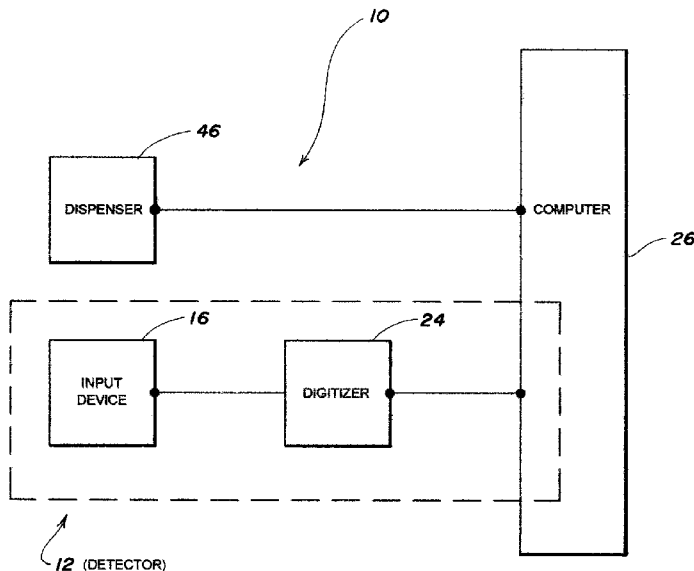 10
46
DISPENSER
COMPUTER
26
16
24
INPUT
DEVICE
DIGITIZER
12 (DETECTOR)